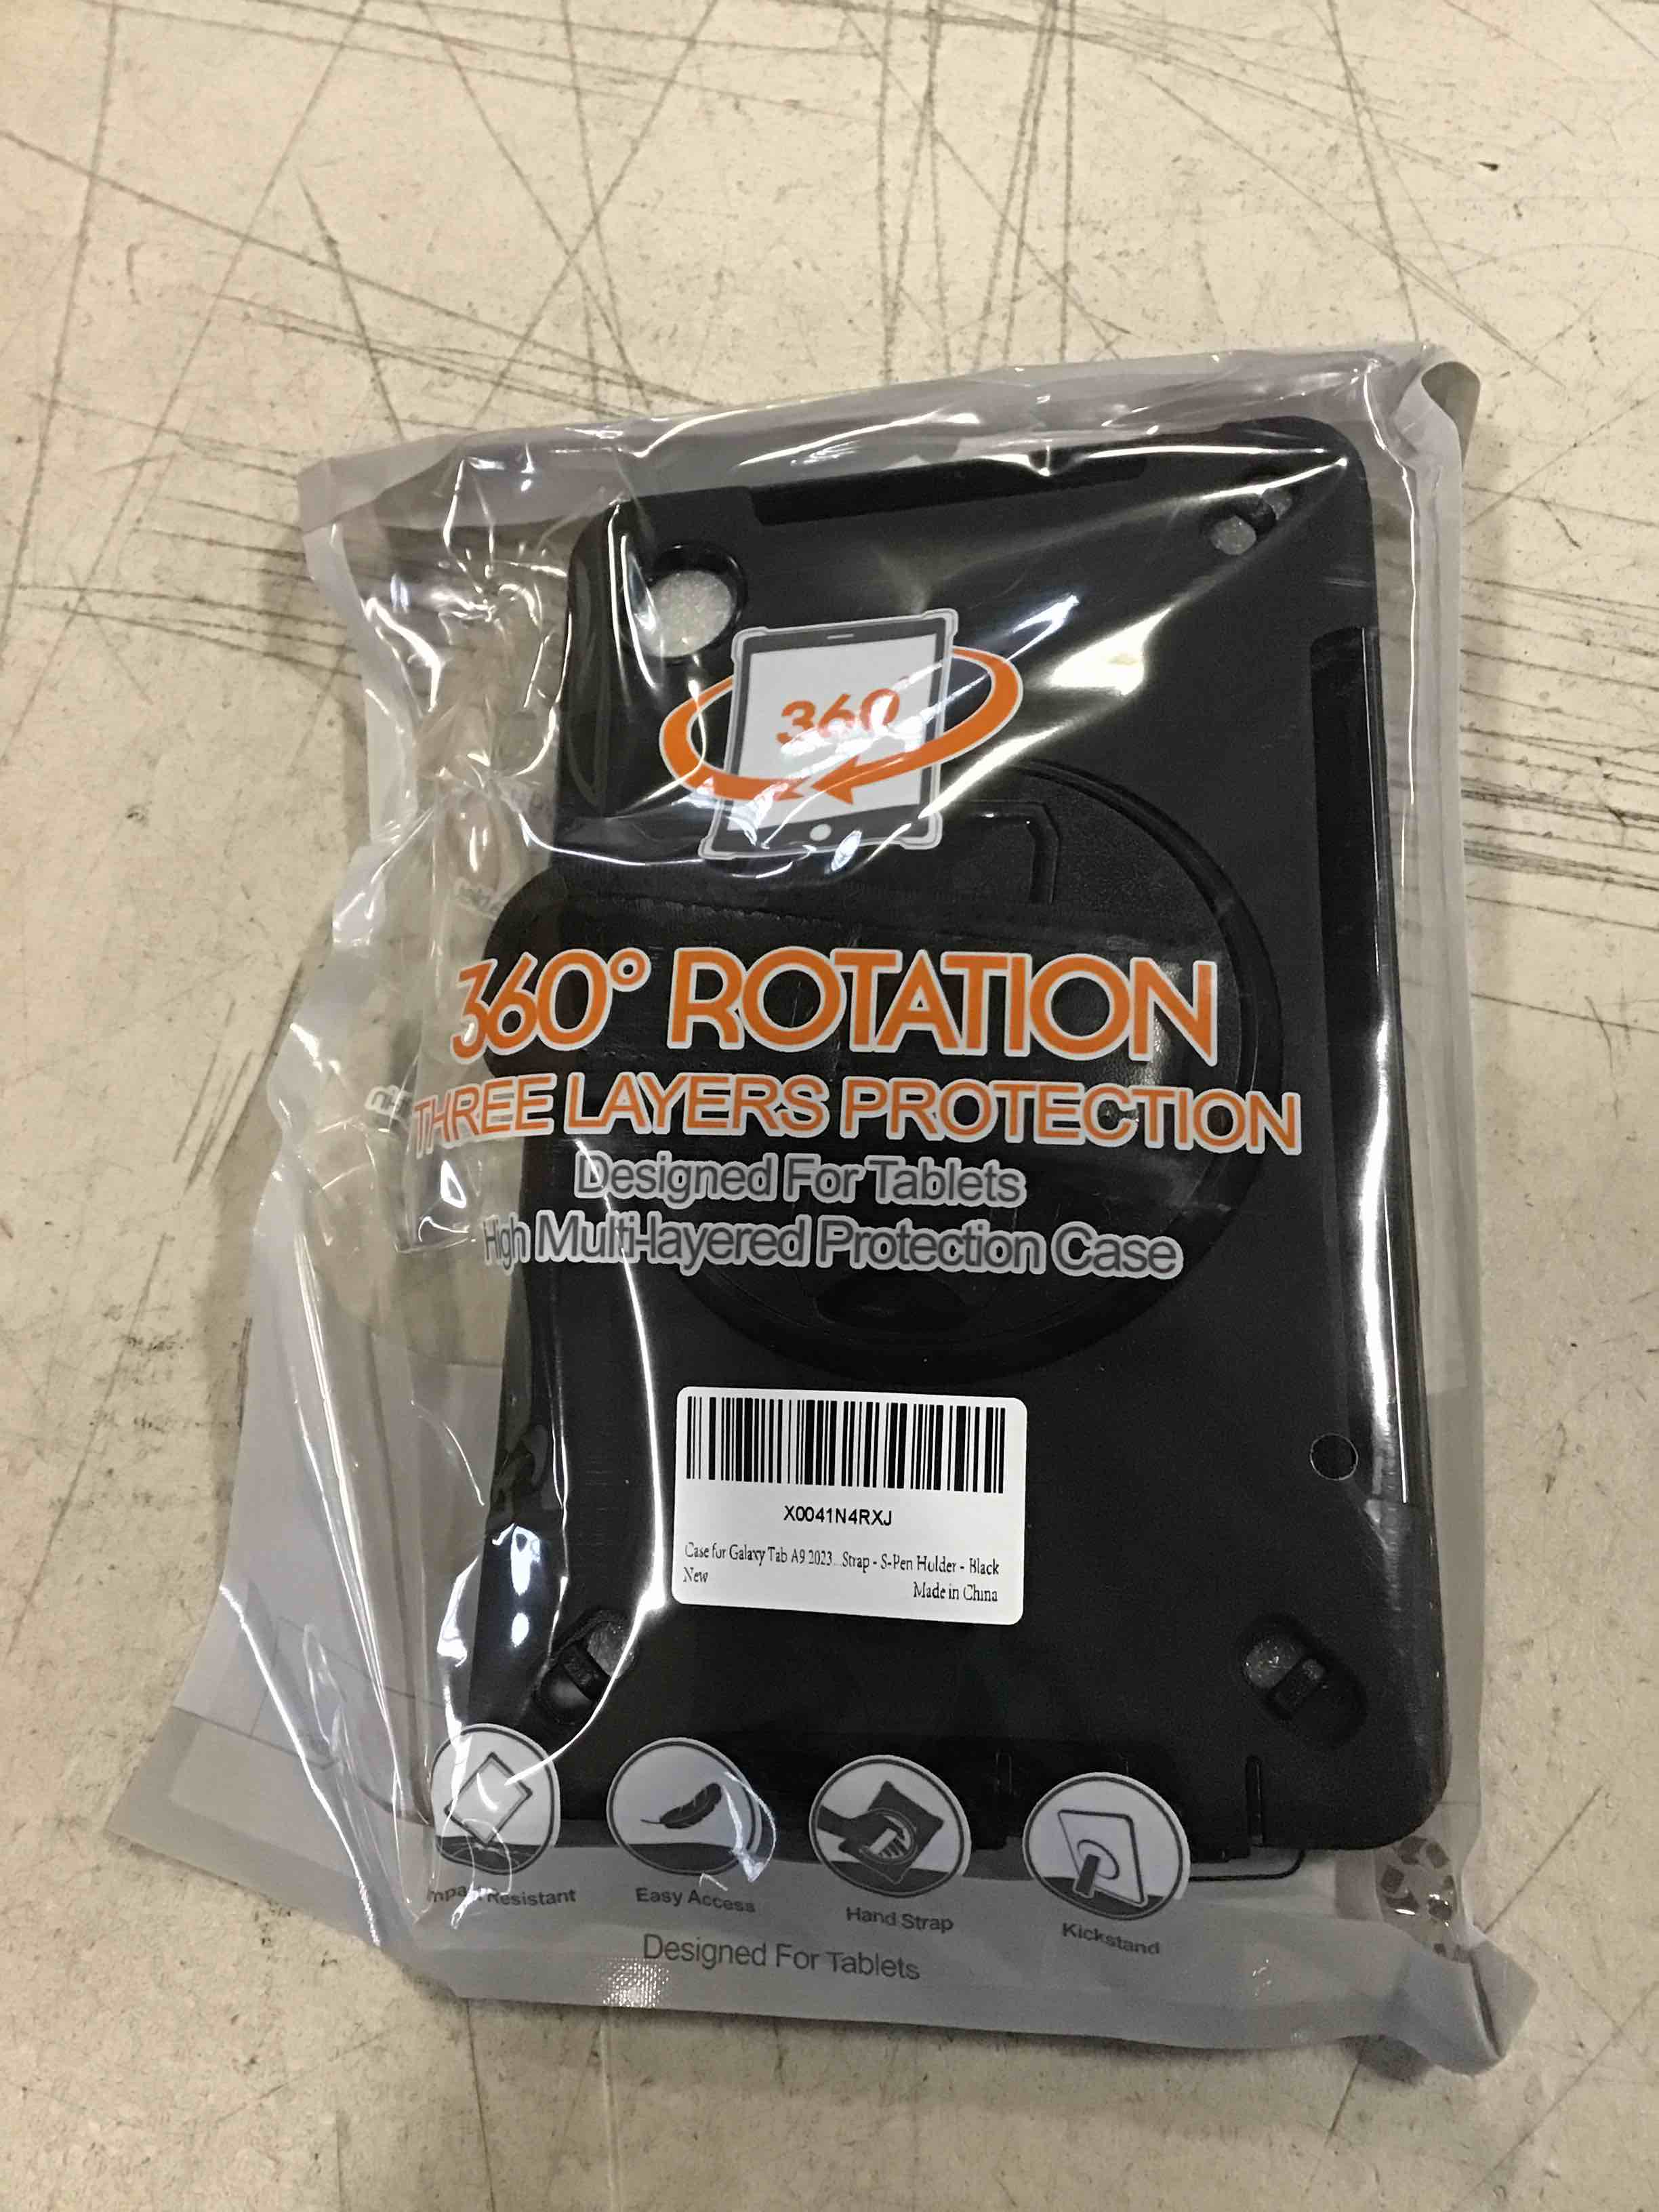 360°
360° ROTATION
THREE LAYERS PROTECTION
Designed For Tablets
High Multi-layered Protection Case
X0041N4RXJ
Case for Galaxy Tab A9 2023...Strap - S-Pen Holder - Black
New
Made in China
Impact Resistant
Easy Access
Hand Strap
Kickstand
Designed For Tablets